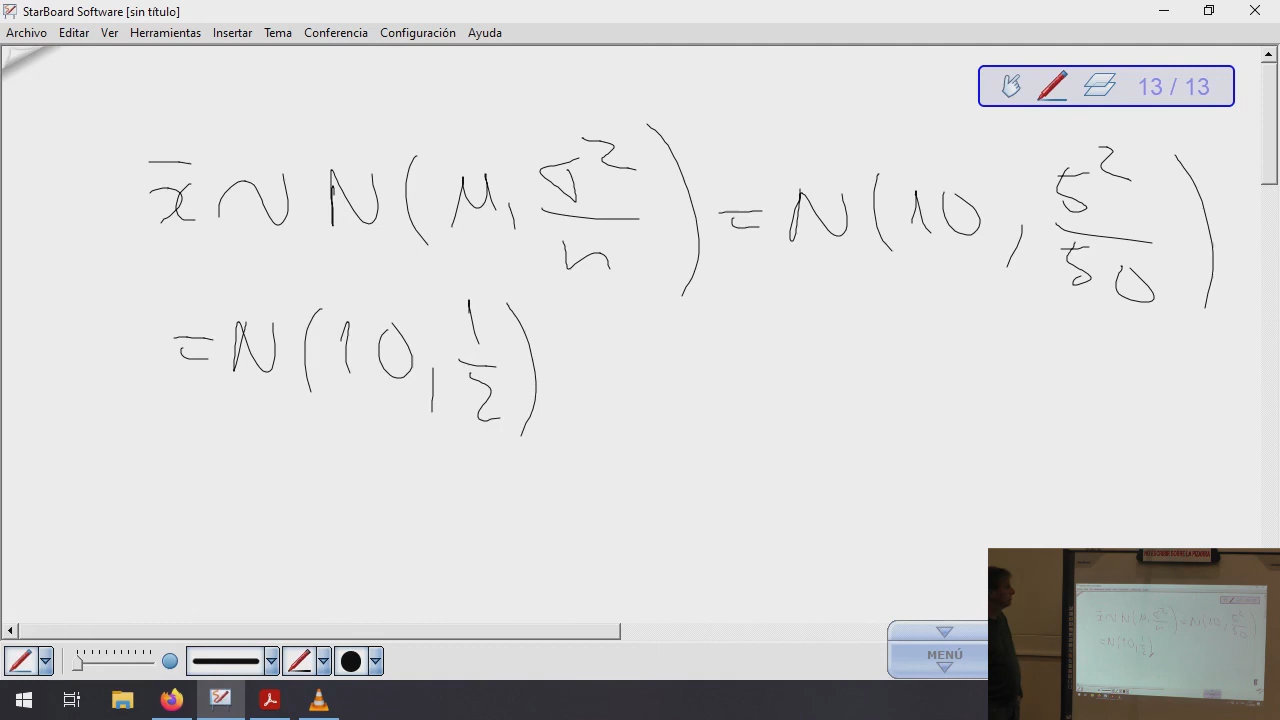 StarBoard Software [sin título]
Archivo Editar Ver Herramientas Insertar Tema Conferencia Configuración Ayuda
13 / 13
x̄ ~ N(μ, σ²/n) = N(10, 5²/50)
= N(10, 1/2)
MENÚ